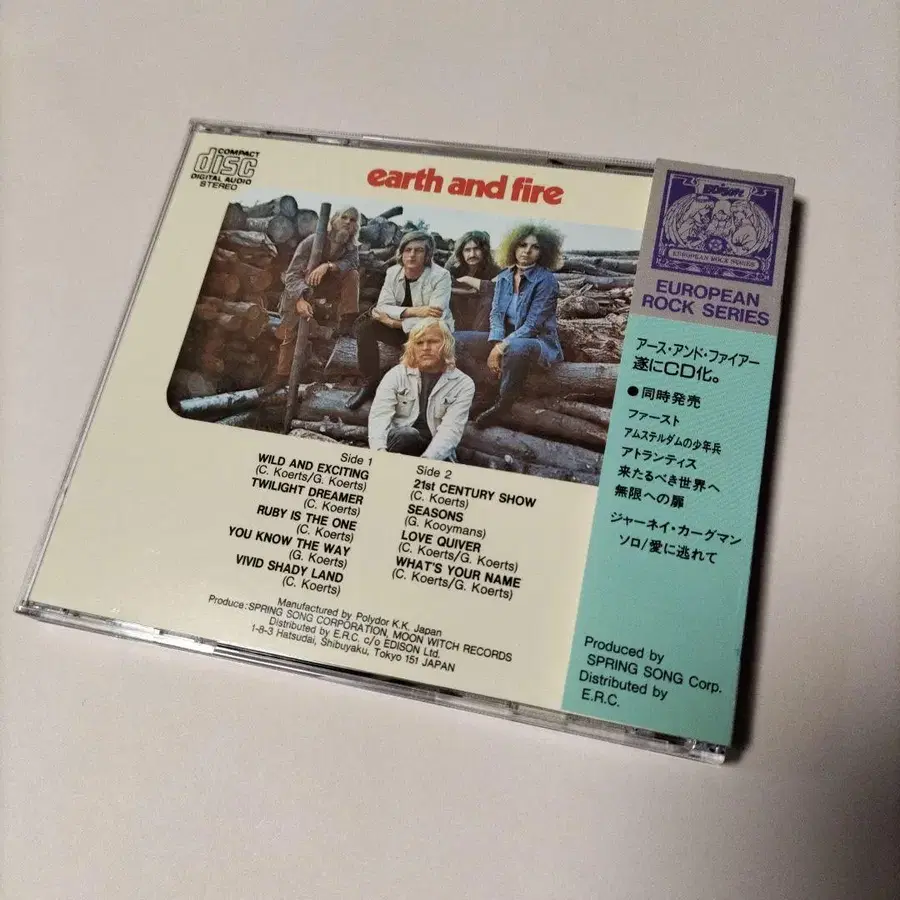 COMPACT
disc
DIGITAL AUDIO
STEREO
earth and fire
Side 1
WILD AND EXCITING
(C. Koerts/G. Koerts)
TWILIGHT DREAMER
(C. Koerts)
RUBY IS THE ONE
(C. Koerts)
YOU KNOW THE WAY
(G. Koerts)
VIVID SHADY LAND
(C. Koerts)
Side 2
21st CENTURY SHOW
(C. Koerts)
SEASONS
(G. Kooymans)
LOVE QUIVER
(C. Koerts/G. Koerts)
WHAT'S YOUR NAME
(C. Koerts/G. Koerts)
Manufactured by Polydor K.K. Japan
Produce:SPRING SONG CORPORATION, MOON WITCH RECORDS
Distributed by E.R.C. c/o EDISON Ltd.
1-8-3 Hatsudai, Shibuyaku, Tokyo 151 JAPAN
EUROPEAN ROCK SERIES
EUROPEAN
ROCK SERIES
アース・アンド・ファイアー
遂にCD化。
●同時発売
ファースト
アムステルダムの少年兵
アトランティス
来たるべき世界へ
無限への扉
ジャーネイ・カーグマン
ソロ/愛に逃れて
Produced by
SPRING SONG Corp.
Distributed by
E.R.C.